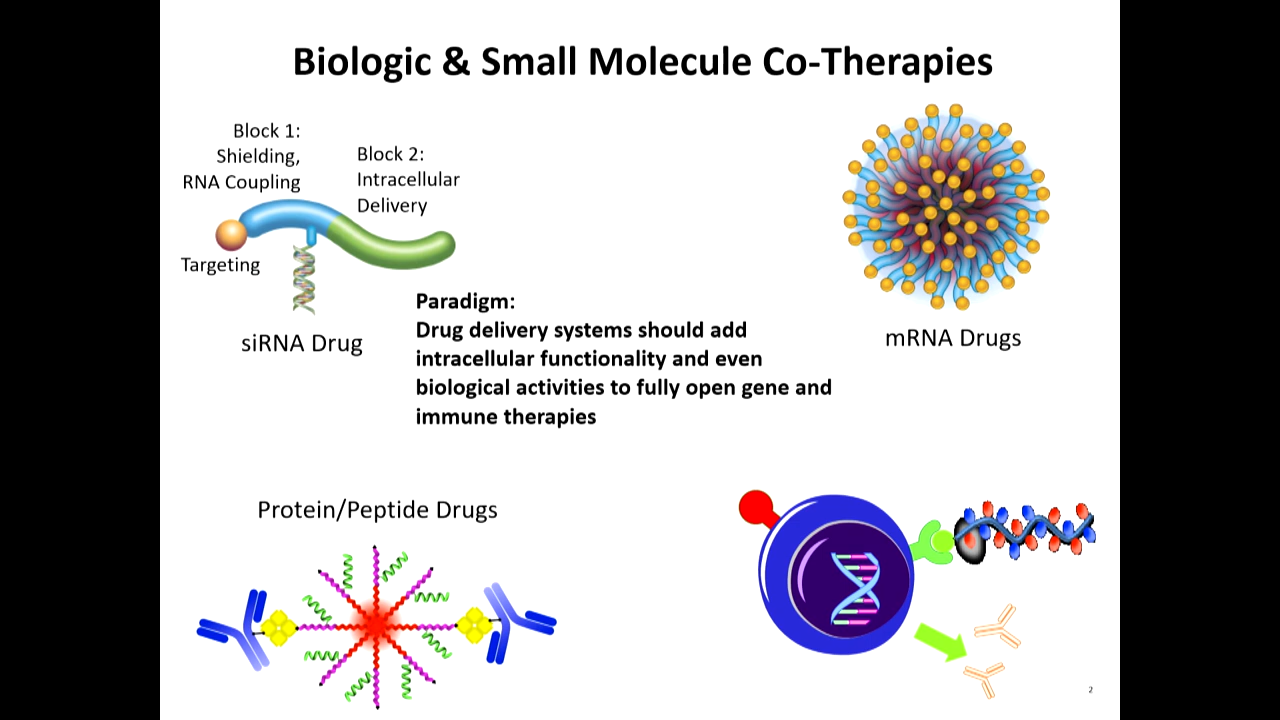 Biologic & Small Molecule Co-Therapies
Block 1:
Shielding,
RNA Coupling
Block 2:
Intracellular
Delivery
Targeting
siRNA Drug
Paradigm:
Drug delivery systems should add
intracellular functionality and even
biological activities to fully open gene and
immune therapies
mRNA Drugs
Protein/Peptide Drugs
2